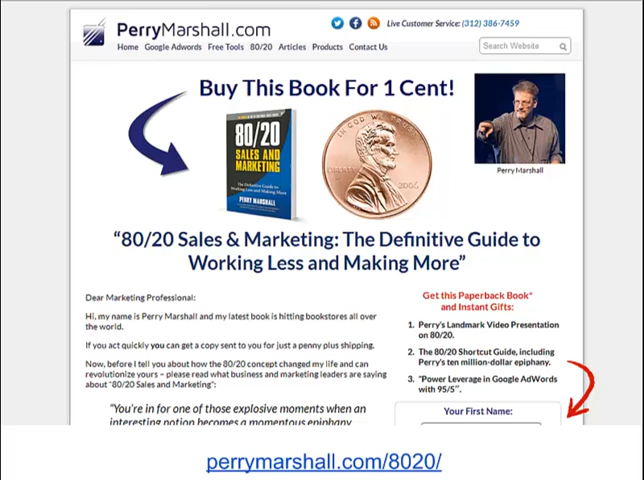 PerryMarshall.com
Live Customer Service: (312) 386-7459
Home Google Adwords Free Tools 80/20 Articles Products Contact Us
Search Website
Buy This Book For 1 Cent!
80/20
SALES AND
MARKETING
The Definitive Guide to
Working Less and Making More
PERRY MARSHALL
IN GOD WE TRUST
LIBERTY
2006
Perry Marshall
“80/20 Sales & Marketing: The Definitive Guide to
Working Less and Making More”
Dear Marketing Professional:
Hi, my name is Perry Marshall and my latest book is hitting bookstores all over
the world.
If you act quickly you can get a copy sent to you for just a penny plus shipping.
Now, before I tell you about how the 80/20 concept changed my life and can
revolutionize yours – please read what business and marketing leaders are saying
about “80/20 Sales and Marketing”:
“You’re in for one of those explosive moments when an
interesting notion becomes a momentous epiphany
Get this Paperback Book*
and Instant Gifts:
1. Perry's Landmark Video Presentation
on 80/20.
2. The 80/20 Shortcut Guide, including
Perry's ten million-dollar epiphany.
3. "Power Leverage in Google AdWords
with 95/5".
Your First Name:
perrymarshall.com/8020/